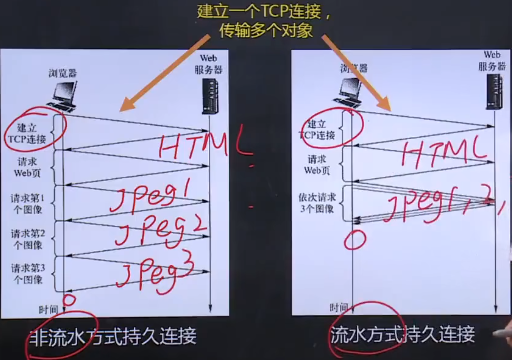 建立一个TCP连接，
传输多个对象
浏览器
Web
服务器
建立
TCP连接
HTML
请求
Web页
请求第1
个图像
JPeg1
请求第2
个图像
JPeg2
请求第3
个图像
JPeg3
时间
非流水方式持久连接
浏览器
Web
服务器
建立
TCP连接
HTML
请求
Web页
依次请求
3个图像
JPeg1,2,
时间
流水方式持久连接